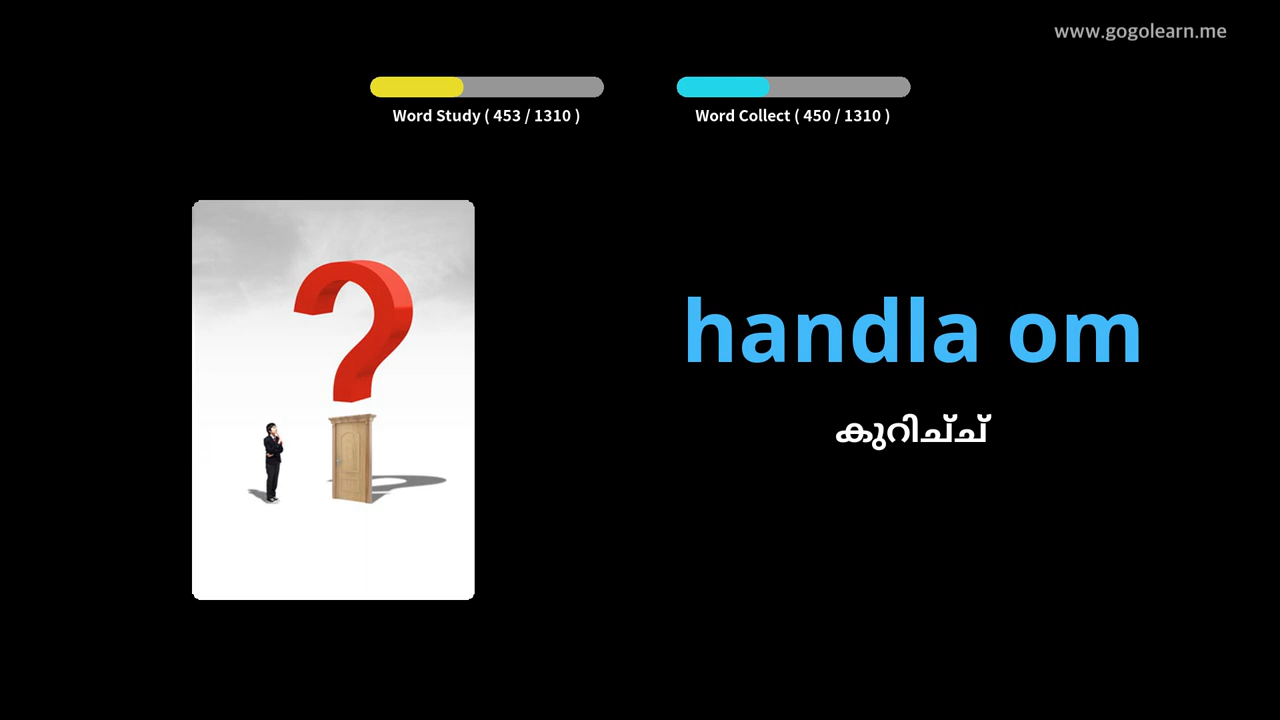 www.gogolearn.me
Word Study ( 453 / 1310 )
Word Collect ( 450 / 1310 )
handla om
കുറിച്ച്